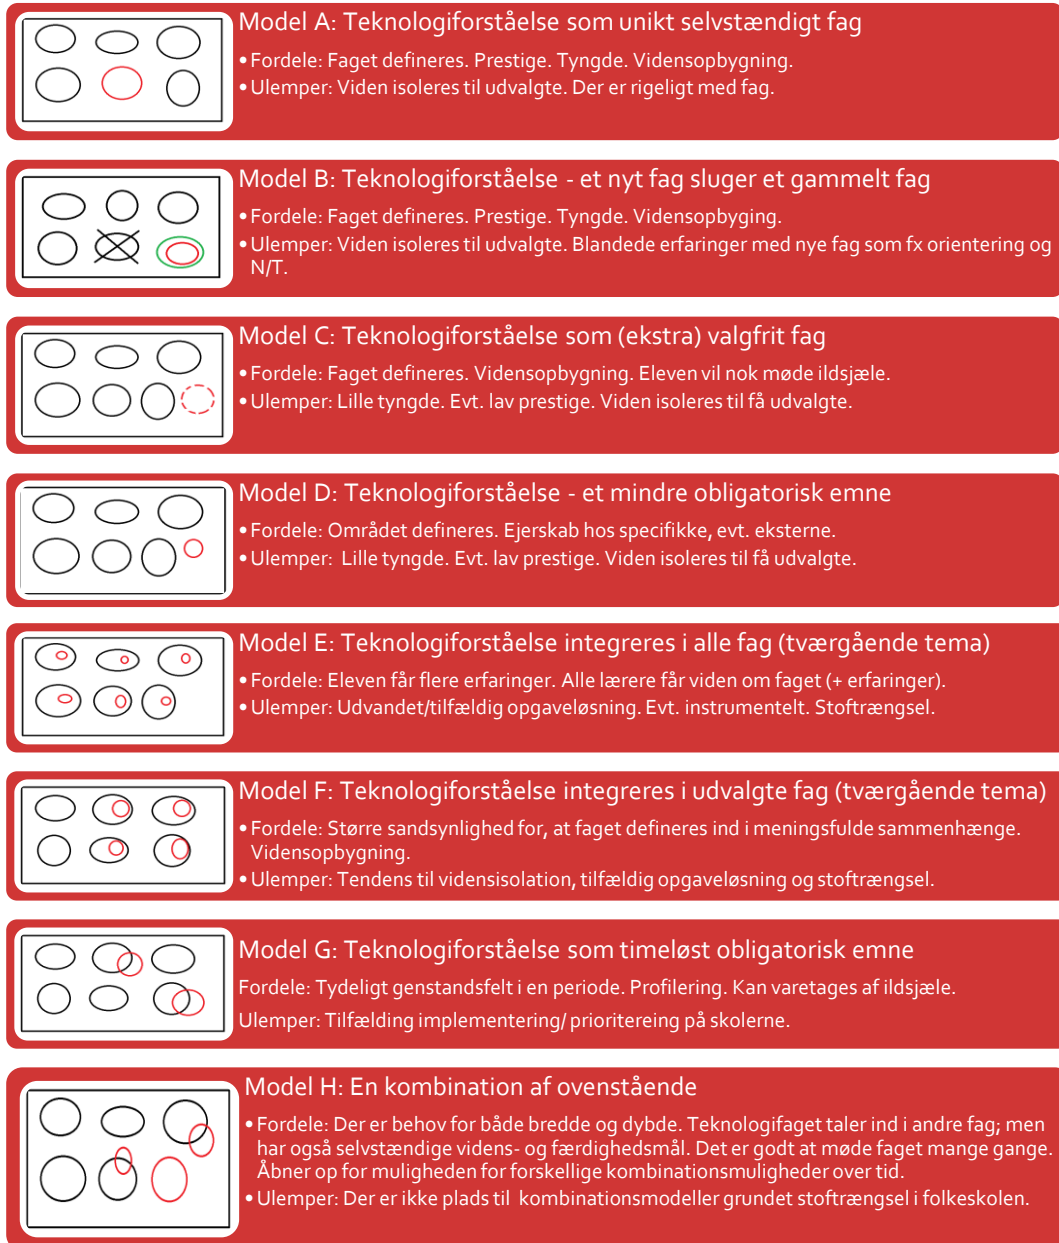 Model A: Teknologiforståelse som unikt selvstændigt fag
• Fordele: Faget defineres. Prestige. Tyngde. Vidensopbygning.
• Ulemper: Viden isoleres til udvalgte. Der er rigeligt med fag.
Model B: Teknologiforståelse - et nyt fag sluger et gammelt fag
• Fordele: Faget defineres. Prestige. Tyngde. Vidensopbyging.
• Ulemper: Viden isoleres til udvalgte. Blandede erfaringer med nye fag som fx orientering og
N/T.
Model C: Teknologiforståelse som (ekstra) valgfrit fag
• Fordele: Faget defineres. Vidensopbygning. Eleven vil nok møde ildsjæle.
• Ulemper: Lille tyngde. Evt. lav prestige. Viden isoleres til få udvalgte.
Model D: Teknologiforståelse - et mindre obligatorisk emne
• Fordele: Området defineres. Ejerskab hos specifikke, evt. eksterne.
• Ulemper: Lille tyngde. Evt. lav prestige. Viden isoleres til få udvalgte.
Model E: Teknologiforståelse integreres i alle fag (tværgående tema)
• Fordele: Eleven får flere erfaringer. Alle lærere får viden om faget (+ erfaringer).
• Ulemper: Udvandet/tilfældig opgaveløsning. Evt. instrumentelt. Stoftrængsel.
Model F: Teknologiforståelse integreres i udvalgte fag (tværgående tema)
• Fordele: Større sandsynlighed for, at faget defineres ind i meningsfulde sammenhænge.
Vidensopbygning.
• Ulemper: Tendens til vidensisolation, tilfældig opgaveløsning og stoftrængsel.
Model G: Teknologiforståelse som timeløst obligatorisk emne
Fordele: Tydeligt genstandsfelt i en periode. Profilering. Kan varetages af ildsjæle.
Ulemper: Tilfælding implementering/ prioritereing på skolerne.
Model H: En kombination af ovenstående
• Fordele: Der er behov for både bredde og dybde. Teknologifaget taler ind i andre fag; men
har også selvstændige videns- og færdighedsmål. Det er godt at møde faget mange gange.
Åbner op for muligheden for forskellige kombinationsmuligheder over tid.
• Ulemper: Der er ikke plads til kombinationsmodeller grundet stoftrængsel i folkeskolen.